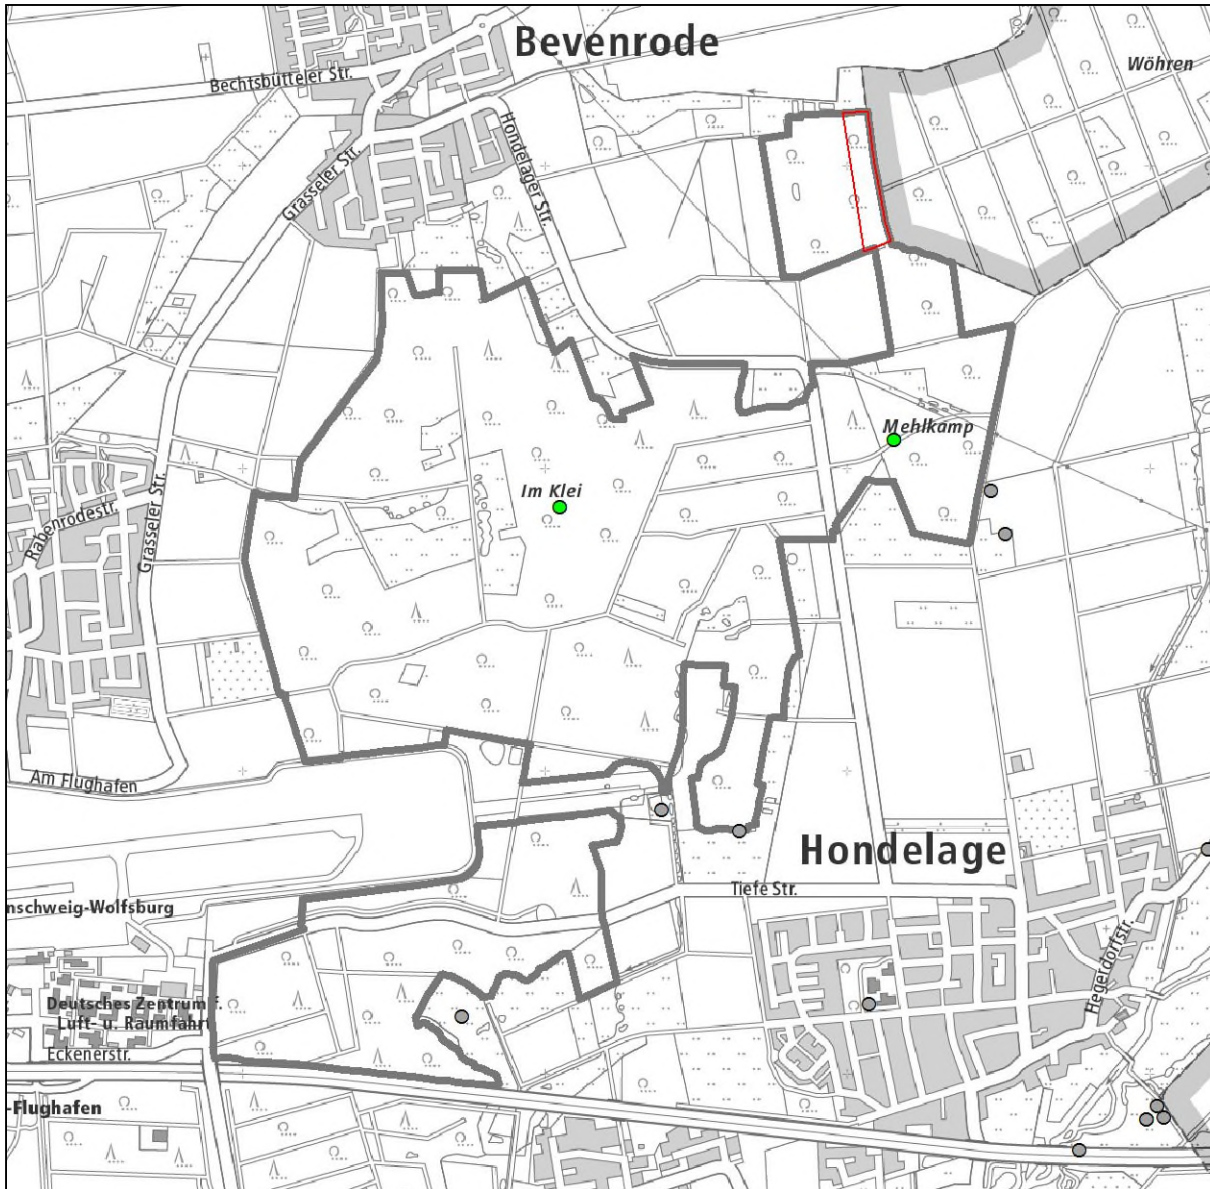 Bevenrode
Wöhren
Bechtsbütteler Str.
Hondelager Str.
Grasseler Str.
Mehlkamp
Im Klei
Rabenrodestr.
Grasseler Str.
Am Flughafen
Hondelage
Tiefe Str.
nschweig-Wolfsburg
Hegerdorfstr.
Deutsches Zentrum f.
Luft- u. Raumfahrt
Eckenerstr.
-Flughafen